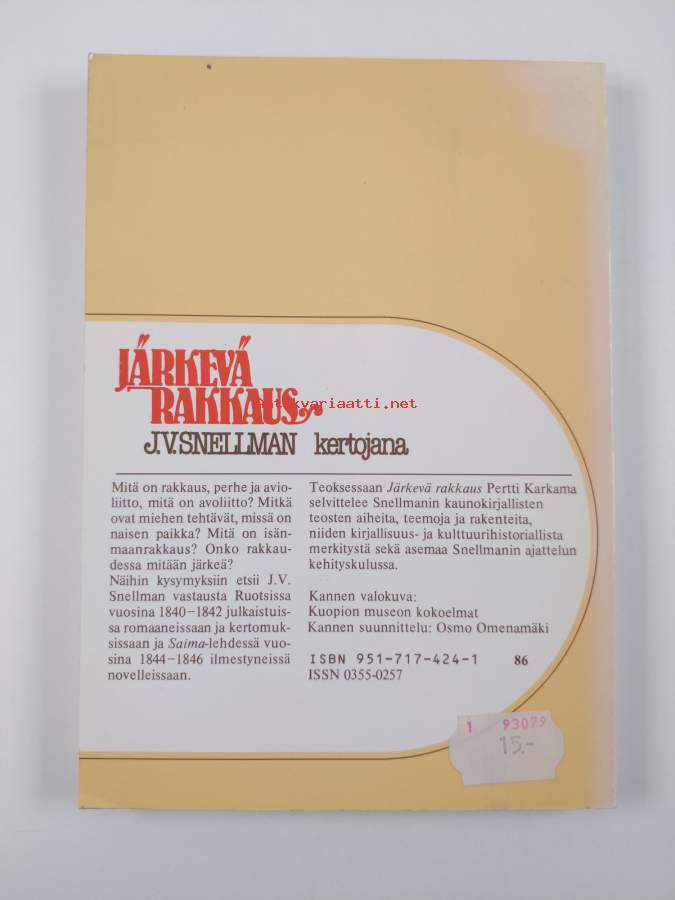 JÄRKEVÄ
RAKKAUS
antikvariaatti.net
J.V. SNELLMAN kertojana
Mitä on rakkaus, perhe ja avio-
liitto, mitä on avoliitto? Mitkä
ovat miehen tehtävät, missä on
naisen paikka? Mitä on isän-
maanrakkaus? Onko rakkau-
dessa mitään järkeä?
Näihin kysymyksiin etsii J.V.
Snellman vastausta Ruotsissa
vuosina 1840–1842 julkaistuis-
sa romaaneissaan ja kertomuk-
sissaan ja Saima-lehdessä vuo-
sina 1844–1846 ilmestyneissä
novelleissaan.
Teoksessaan Järkevä rakkaus Pertti Karkama
selvittelee Snellmanin kaunokirjallisten
teosten aiheita, teemoja ja rakenteita,
niiden kirjallisuus- ja kulttuurihistoriallista
merkitystä sekä asemaa Snellmanin ajattelun
kehityskulussa.
Kannen valokuva:
Kuopion museon kokoelmat
Kannen suunnittelu: Osmo Omenamäki
ISBN 951-717-424-1 86
ISSN 0355-0257
1 93079
15.-